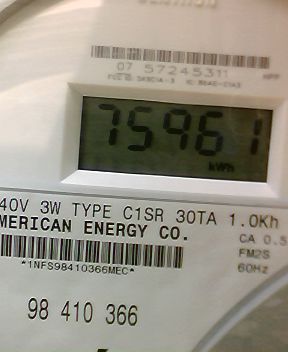 07 57245311
75961
kWh
40V 3W TYPE C1SR 30TA 1.0Kh
MERICAN ENERGY CO.
CA 0.5
FM2S
60Hz
*1NFS98410366MEC*
98 410 366